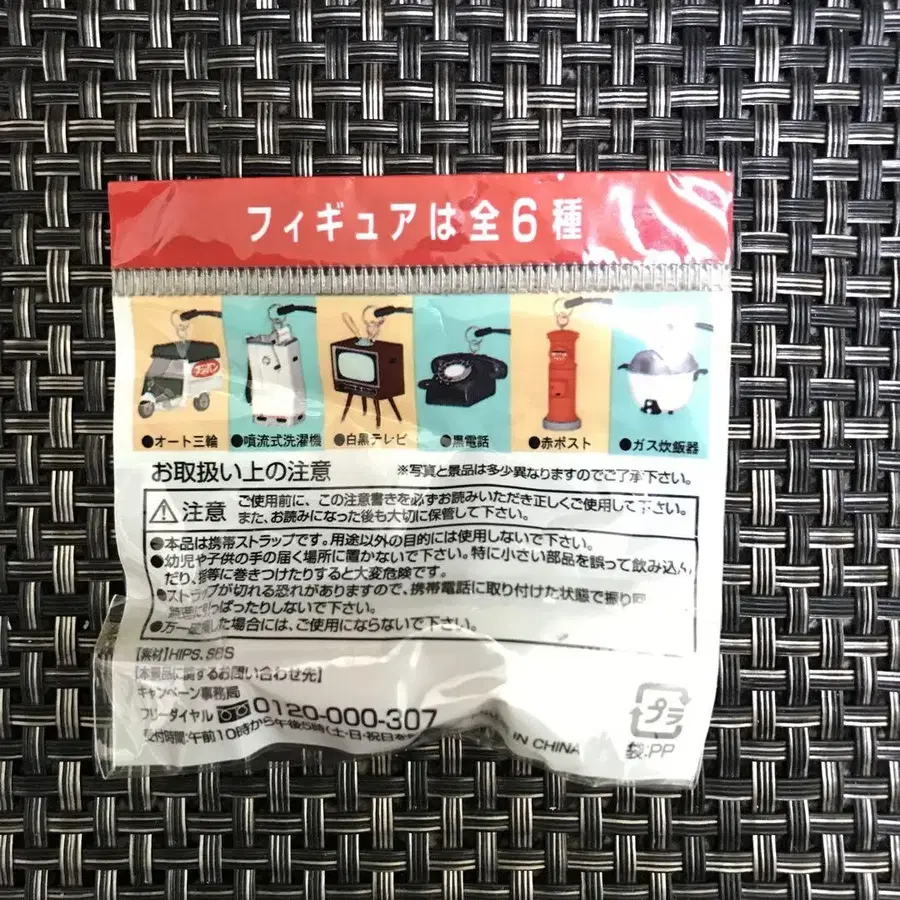 フィギュアは全6種
●オート三輪 ●噴流式洗濯機 ●白黒テレビ ●黒電話 ●赤ポスト ●ガス炊飯器
お取扱い上の注意 ※写真と景品は多少異なりますのでご了承下さい。
注意 ご使用前に、この注意書きを必ずお読みいただき正しくご使用して下さい。
また、お読みになった後も大切に保管して下さい。
●本品は携帯ストラップです。用途以外の目的には使用しないで下さい。
●幼児や子供の手の届く場所に置かないで下さい。特に小さい部品を誤って飲み込ん
だり、指等に巻きつけたりすると大変危険です。
●ストラップが切れる恐れがありますので、携帯電話に取り付けた状態で振り回
っぱったりしないで下さい。
●万一破損した場合には、ご使用にならないで下さい。
【素材】HIPS.SBS
【本景品に関するお問い合わせ先】
キャンペーン事務局
フリーダイヤル 0120-000-307
受付時間:午前10時から午後5時(土・日・祝日を
IN CHINA
プラ
袋:PP